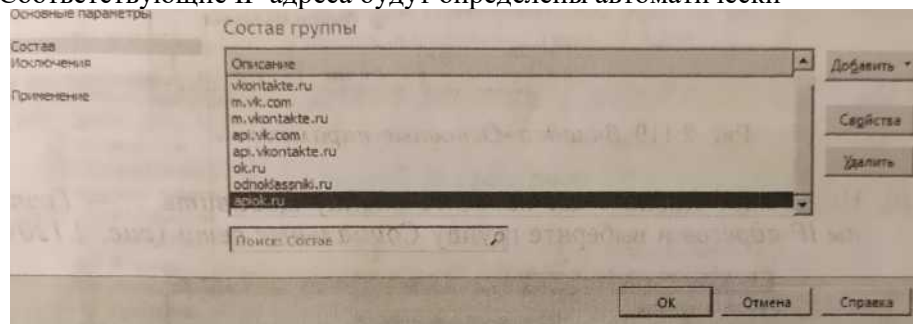 Соответствующие IP-адреса будут определены автоматически
Основные параметры
Состав
Исключения
Применение
Состав группы
Описание
vkontakte.ru
m.vk.com
m.vkontakte.ru
api.vk.com
api.vkontakte.ru
ok.ru
odnoklassniki.ru
apiok.ru
Поиск: Состав
Добавить
Свойства
Удалить
ОК
Отмена
Справка